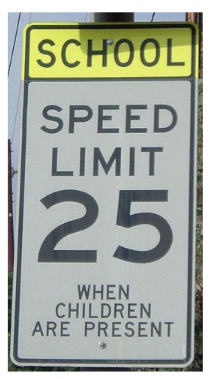 SCHOOL
SPEED
LIMIT
25
WHEN
CHILDREN
ARE PRESENT